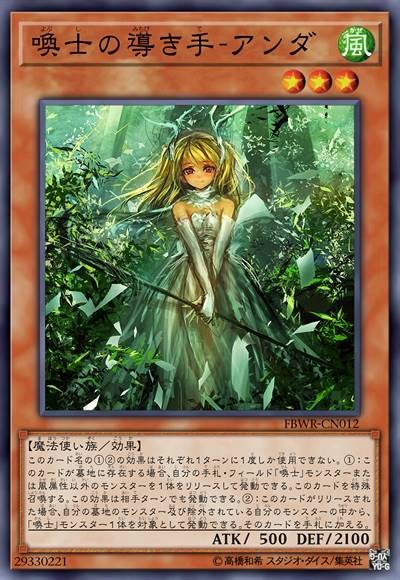 喚士の導き手-アンダ
風
FBWR-CN012
【魔法使い族／効果】
このカード名の①②の効果はそれぞれ1ターンに1度しか使用できない。①：こ
のカードが墓地に存在する場合、自分の手札・フィールド「喚士」モンスターまた
は風属性以外のモンスターを1体をリリースして発動できる。このカードを特殊
召喚する。この効果は相手ターンでも発動できる。②：このカードがリリースされ
た場合、自分の墓地のモンスター及び除外されている自分のモンスターの中から、
「喚士」モンスター1体を対象として発動できる。そのカードを手札に加える。
ATK/ 500 DEF/2100
29330221
©高橋和希 スタジオ・ダイス/集英社